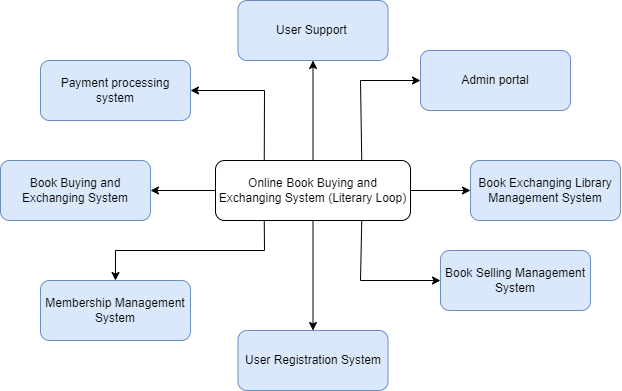 User Support
Payment processing
system
Admin portal
Book Buying and
Exchanging System
Online Book Buying and
Exchanging System (Literary Loop)
Book Exchanging Library
Management System
Membership Management
System
Book Selling Management
System
User Registration System